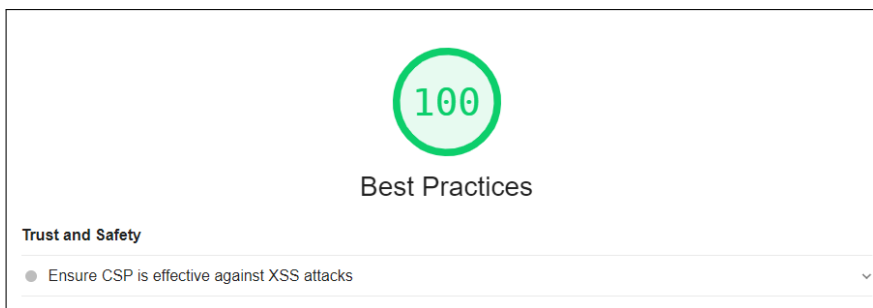 100
Best Practices
Trust and Safety
Ensure CSP is effective against XSS attacks